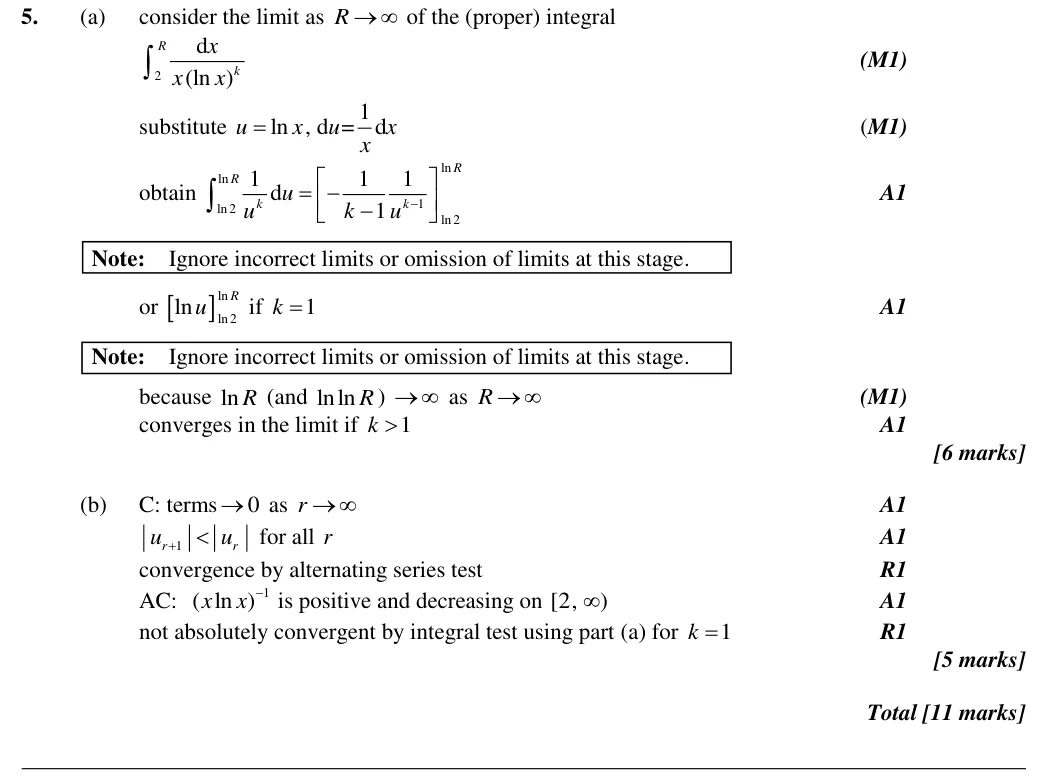 5. (a) consider the limit as R → ∞ of the (proper) integral
∫₂ᴿ dx / x(ln x)ᵏ (M1)
substitute u = ln x, du= 1/x dx (M1)
obtain ∫_{ln 2}^{ln R} 1/uᵏ du = [− 1/(k−1) 1/u^{k−1}]_{ln 2}^{ln R} A1
Note: Ignore incorrect limits or omission of limits at this stage.
or [ln u]_{ln 2}^{ln R} if k = 1 A1
Note: Ignore incorrect limits or omission of limits at this stage.
because ln R (and ln ln R) → ∞ as R → ∞ (M1)
converges in the limit if k > 1 A1
[6 marks]
(b) C: terms → 0 as r → ∞ A1
|u_{r+1}| < |u_r| for all r A1
convergence by alternating series test R1
AC: (x ln x)⁻¹ is positive and decreasing on [2, ∞) A1
not absolutely convergent by integral test using part (a) for k = 1 R1
[5 marks]
Total [11 marks]